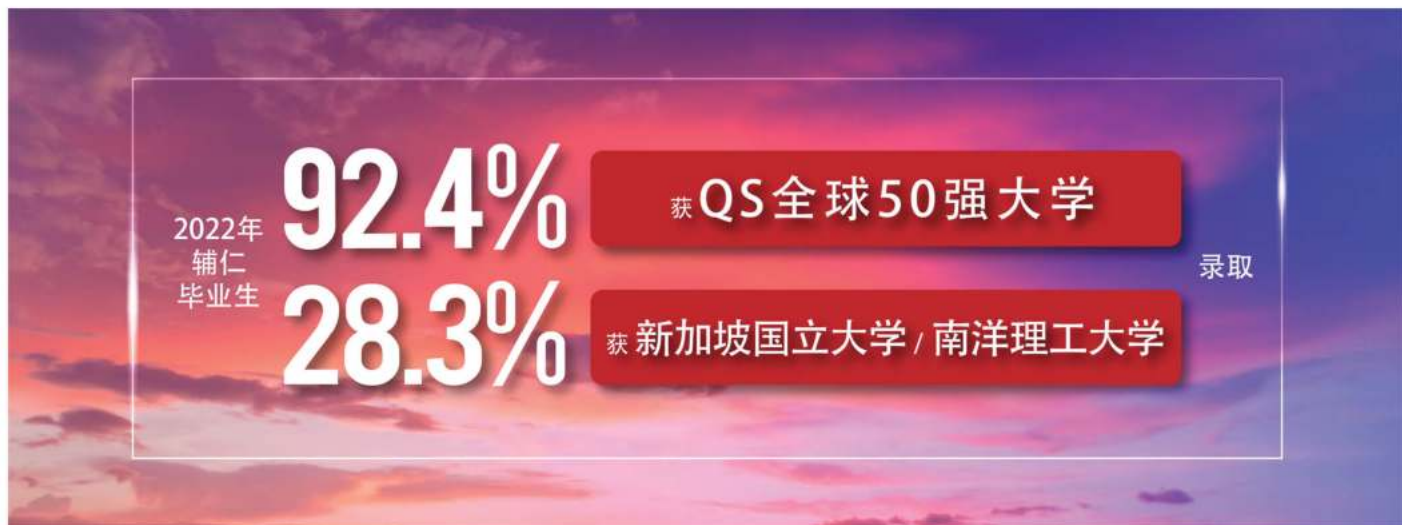 2022年
辅仁
毕业生
92.4%
获QS全球50强大学
28.3%
获 新加坡国立大学 / 南洋理工大学
录取